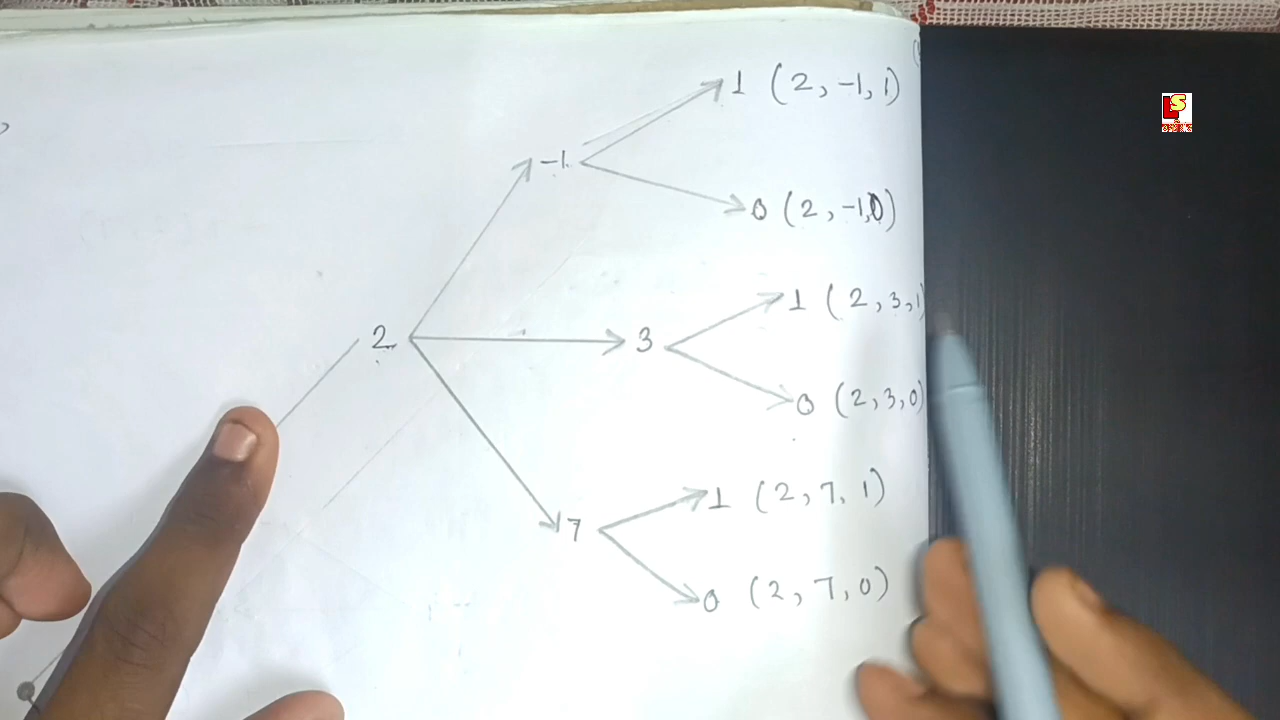 1 (2, -1, 1)
-1
0 (2, -1, 0)
1 (2, 3, 1)
2
3
0 (2, 3, 0)
1 (2, 7, 1)
7
0 (2, 7, 0)
LS